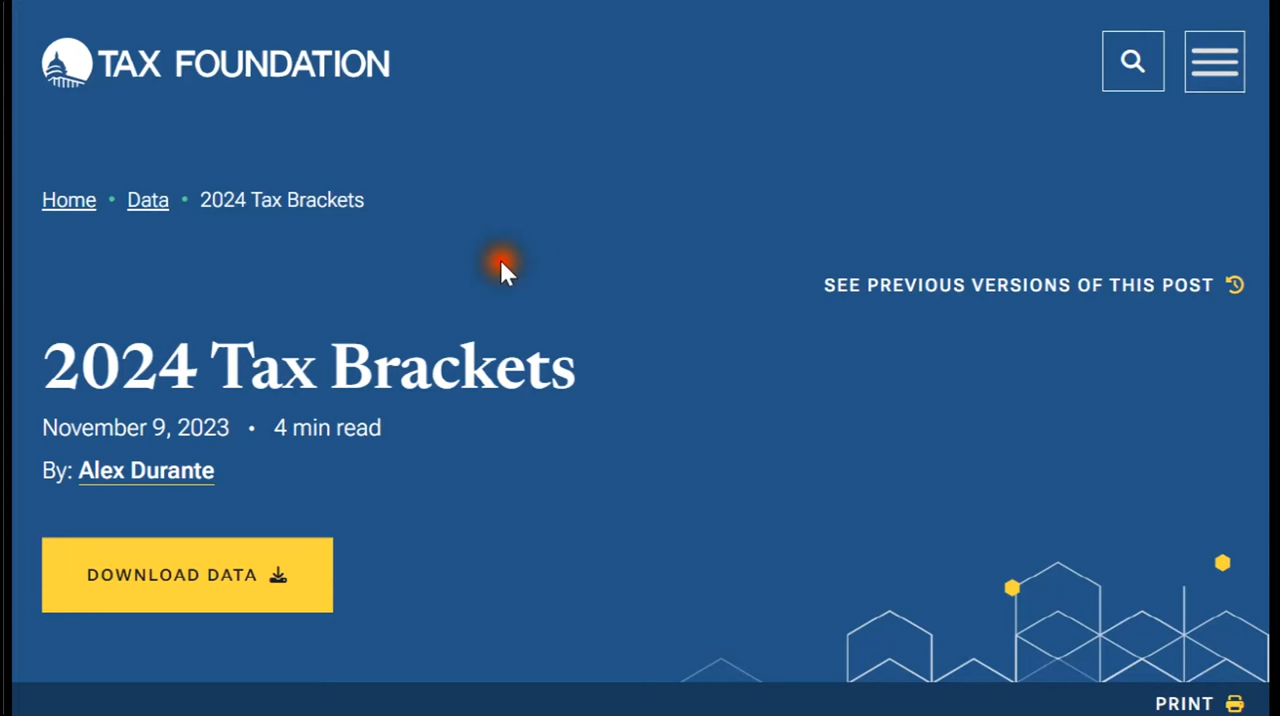 TAX FOUNDATION
Home • Data • 2024 Tax Brackets
SEE PREVIOUS VERSIONS OF THIS POST
2024 Tax Brackets
November 9, 2023 • 4 min read
By: Alex Durante
DOWNLOAD DATA
PRINT